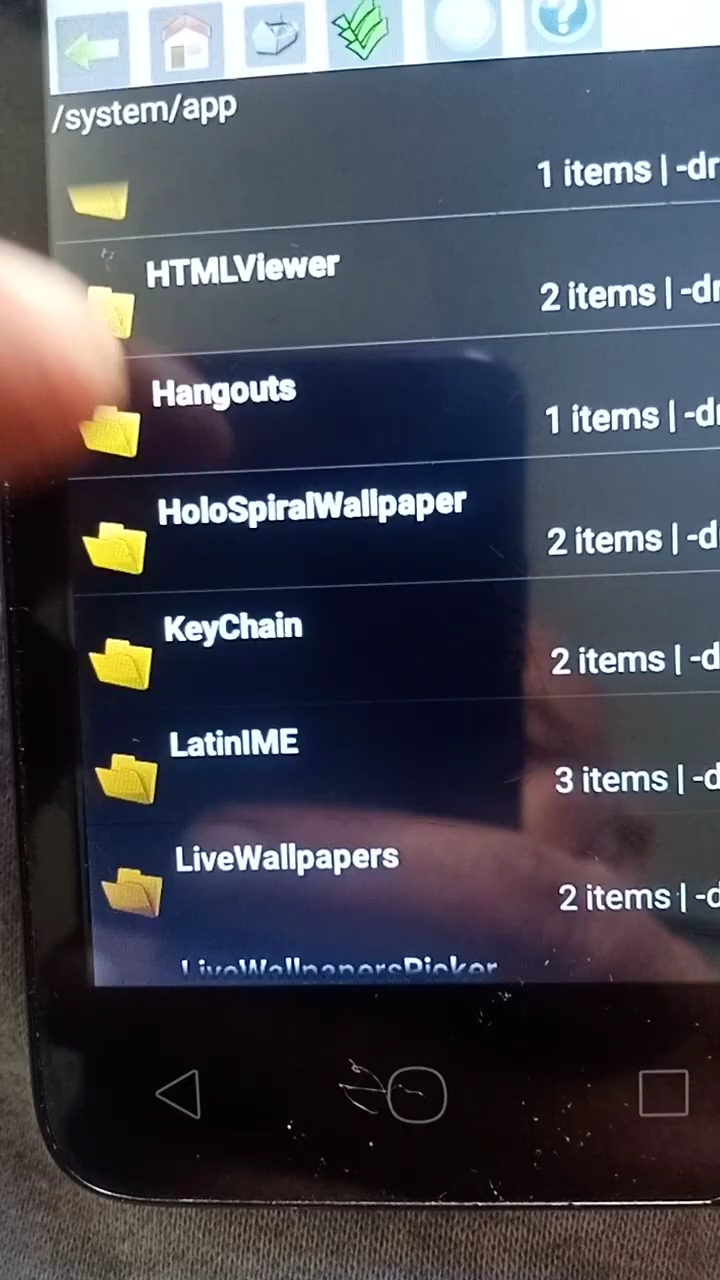 /system/app
1 items | -dr
HTMLViewer
2 items | -dr
Hangouts
1 items | -d
HoloSpiralWallpaper
2 items | -d
KeyChain
2 items | -d
LatinIME
3 items | -d
LiveWallpapers
2 items | -d
LiveWallpapersPicker